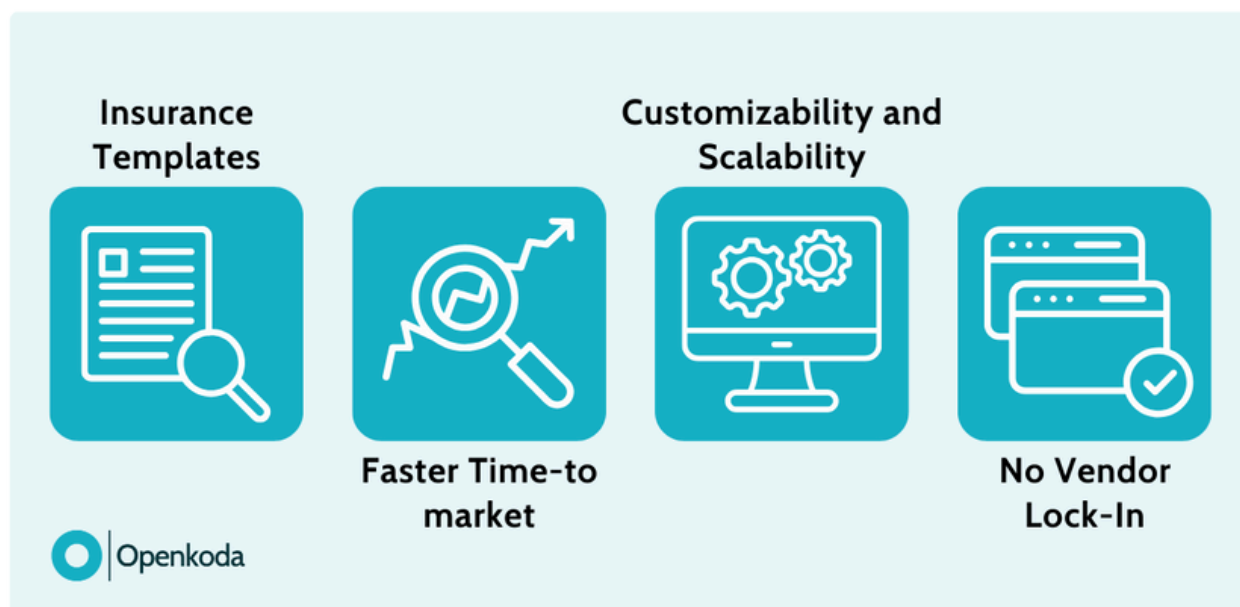 Insurance
Templates
Faster Time-to
market
Customizability and
Scalability
No Vendor
Lock-In
Openkoda